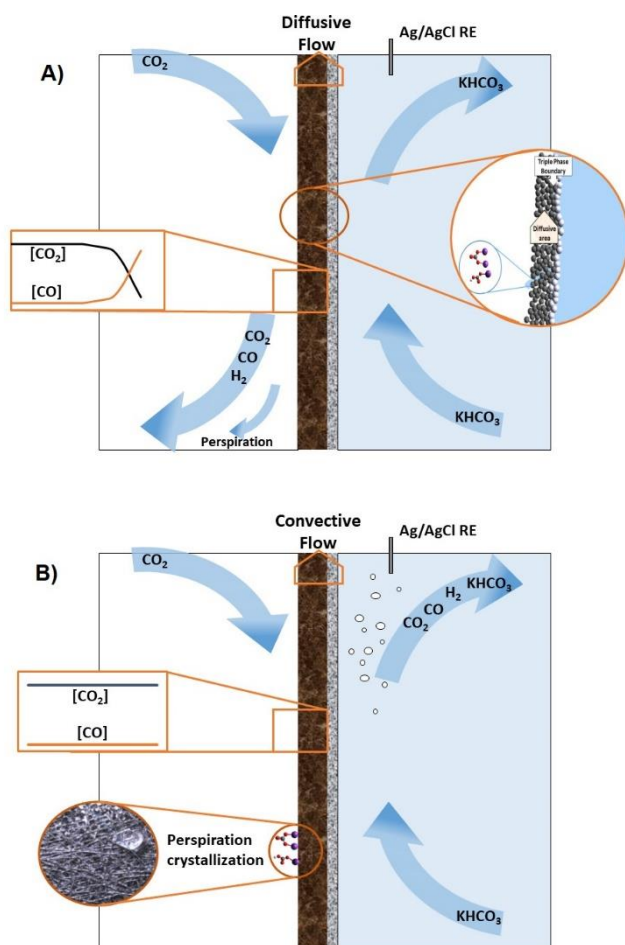 A)
Diffusive
Flow
Ag/AgCl RE
CO₂
KHCO₃
Triple Phase
Boundary
Diffusive
area
[CO₂]
[CO]
CO₂
CO
H₂
Perspiration
KHCO₃
B)
Convective
Flow
Ag/AgCl RE
CO₂
H₂
KHCO₃
CO
CO₂
[CO₂]
[CO]
Perspiration
crystallization
KHCO₃